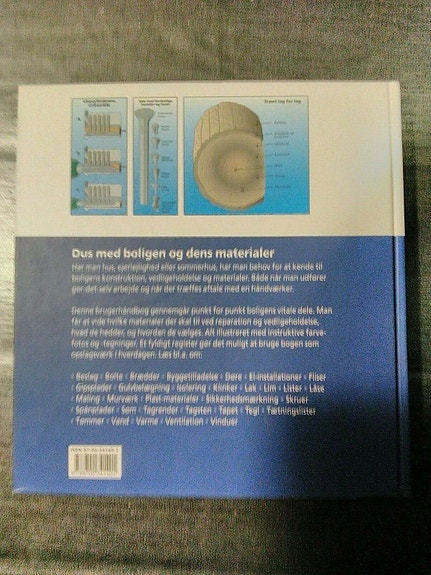 Træet lag for lag
Dus med boligen og dens materialer
Har man hus, ejerlejlighed eller sommerhus, har man behov for at kende til
boligens konstruktion, vedligeholdelse og materialer. Både når man udfører
gør-det-selv arbejde og når der træffes aftale med en håndværker.
Denne brugerhåndbog gennemgår punkt for punkt boligens vitale dele. Man
får at vide hvilke materialer der skal til ved reparation og vedligeholdelse,
hvad de hedder, og hvordan de vælges. Alt illustreret med instruktive farve-
fotos og -tegninger. Et fyldigt register gør det muligt at bruge bogen som
opslagsværk i hverdagen. Læs bl.a. om:
• Beslag • Bolte • Brædder • Byggetilladelse • Døre • El-installationer • Fliser
• Gipsplader • Gulvbelægning • Isolering • Klinker • Lak • Lim • Lister • Låse
• Maling • Murværk • Plast-materialer • Sikkerhedsmærkning • Skruer
• Spånplader • Søm • Tagrender • Tagsten • Tapet • Tegl • Tætningslister
• Tømmer • Vand • Varme • Ventilation • Vinduer